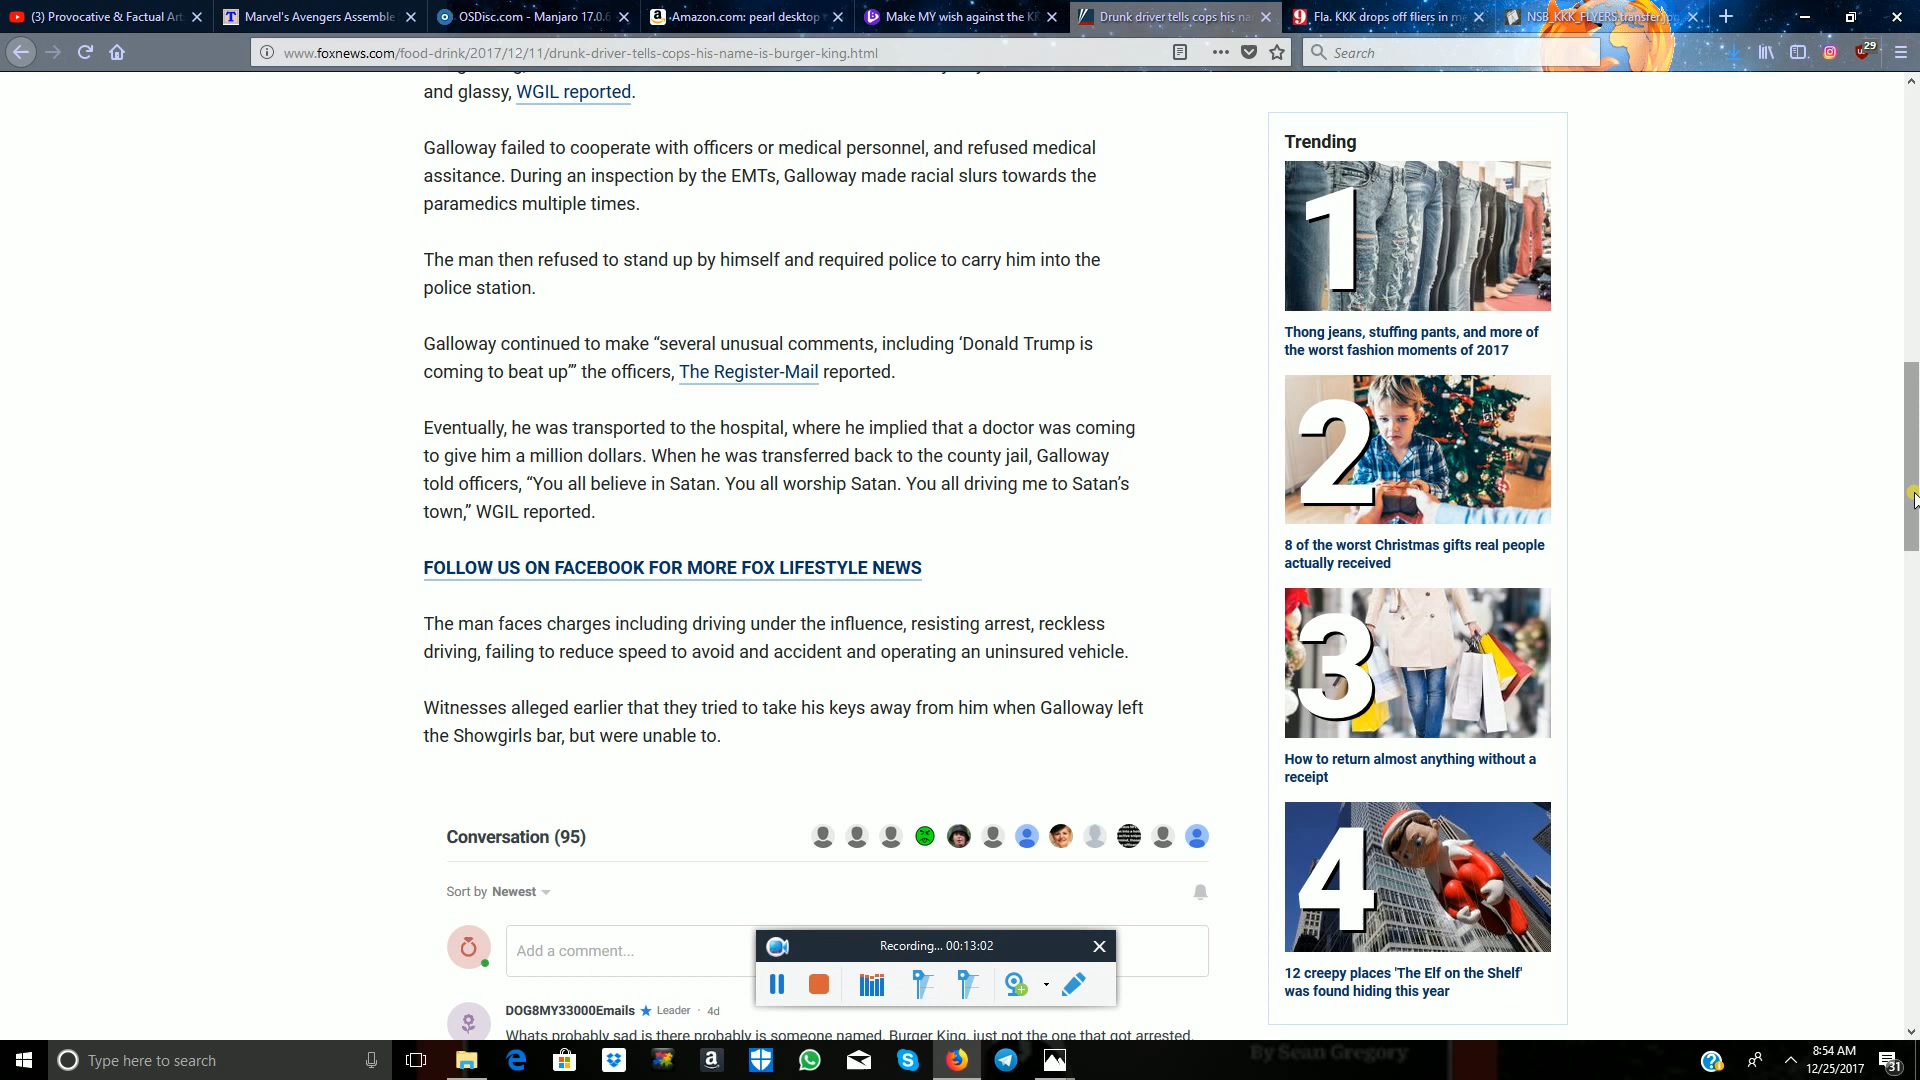 (3) Provocative & Factual Art
Marvel's Avengers Assemble
OSDisc.com - Manjaro 17.0.6
Amazon.com: pearl desktop
Make MY wish against the KK
Drunk driver tells cops his na
Fla. KKK drops off fliers in m
NSB_KKK_FLYERS.transfer.jpg
www.foxnews.com/food-drink/2017/12/11/drunk-driver-tells-cops-his-name-is-burger-king.html
Search
29
and glassy, WGIL reported.
Galloway failed to cooperate with officers or medical personnel, and refused medical
assitance. During an inspection by the EMTs, Galloway made racial slurs towards the
paramedics multiple times.
The man then refused to stand up by himself and required police to carry him into the
police station.
Galloway continued to make “several unusual comments, including ‘Donald Trump is
coming to beat up’” the officers, The Register-Mail reported.
Eventually, he was transported to the hospital, where he implied that a doctor was coming
to give him a million dollars. When he was transferred back to the county jail, Galloway
told officers, “You all believe in Satan. You all worship Satan. You all driving me to Satan’s
town,” WGIL reported.
FOLLOW US ON FACEBOOK FOR MORE FOX LIFESTYLE NEWS
The man faces charges including driving under the influence, resisting arrest, reckless
driving, failing to reduce speed to avoid and accident and operating an uninsured vehicle.
Witnesses alleged earlier that they tried to take his keys away from him when Galloway left
the Showgirls bar, but were unable to.
Conversation (95)
Sort by Newest
Add a comment...
DOG8MY33000Emails Leader · 4d
Whats probably sad is there probably is someone named, Burger King, just not the one that got arrested.
Trending
1
Thong jeans, stuffing pants, and more of
the worst fashion moments of 2017
2
8 of the worst Christmas gifts real people
actually received
3
How to return almost anything without a
receipt
4
12 creepy places 'The Elf on the Shelf'
was found hiding this year
Recording... 00:13:02
Type here to search
By Sean Gregory
8:54 AM
12/25/2017
31